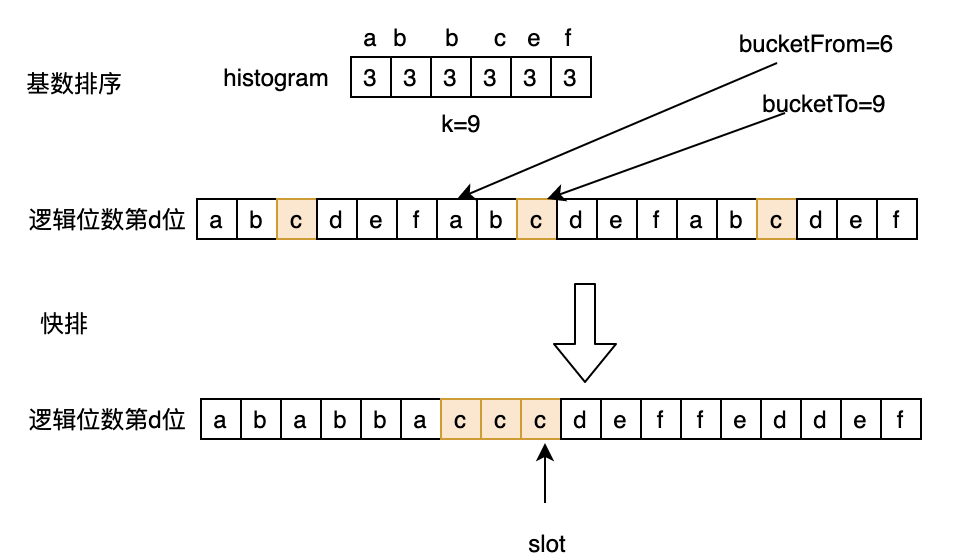 a b b c e f
bucketFrom=6
基数排序
histogram 3 3 3 3 3 3
bucketTo=9
k=9
逻辑位数第d位 a b c d e f a b c d e f a b c d e f
快排
逻辑位数第d位 a b a b b a c c c d e f f e d d e f
slot